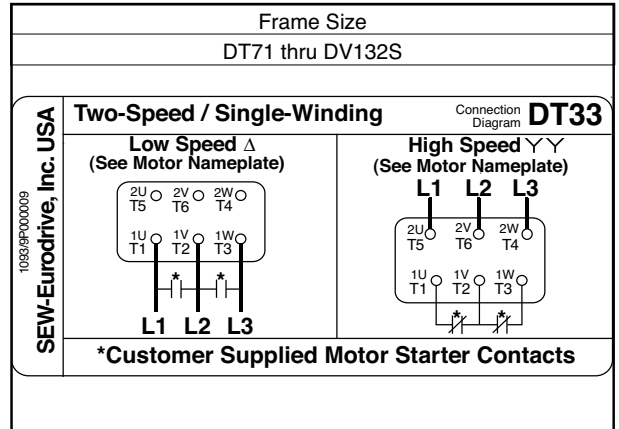 Frame Size
DT71 thru DV132S
1093/9P000009
SEW-Eurodrive, Inc. USA
Two-Speed / Single-Winding
Connection Diagram DT33
Low Speed Δ
(See Motor Nameplate)
2U 2V 2W
T5 T6 T4
1U 1V 1W
T1 T2 T3
* *
L1 L2 L3
High Speed Y Y
(See Motor Nameplate)
L1 L2 L3
2U 2V 2W
T5 T6 T4
1U 1V 1W
T1 T2 T3
* *
*Customer Supplied Motor Starter Contacts